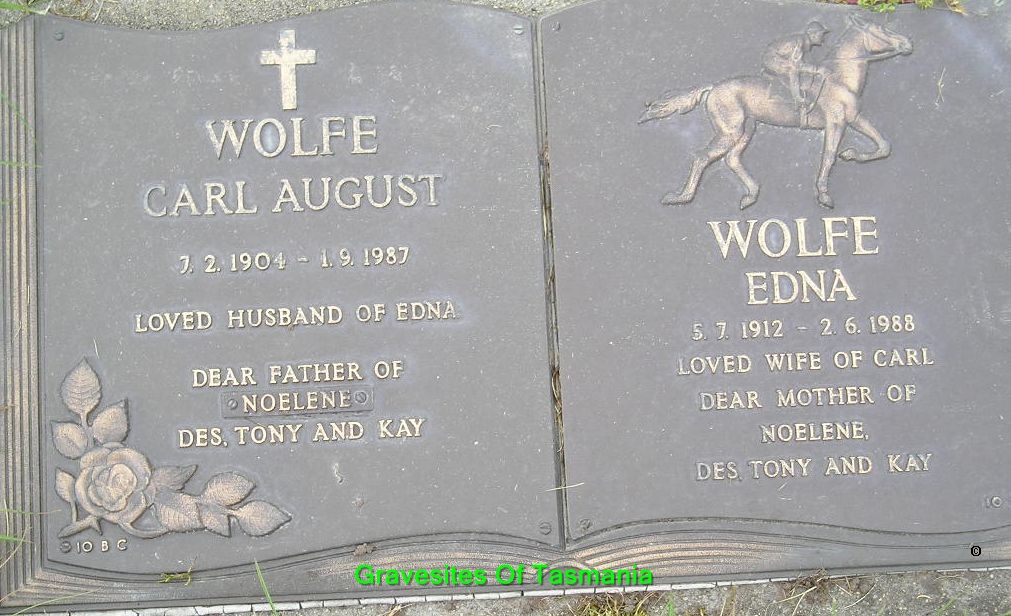 WOLFE
CARL AUGUST
7. 2. 1904 - 1. 9. 1987
LOVED HUSBAND OF EDNA
DEAR FATHER OF
NOELENE
DES, TONY AND KAY
10 B C
WOLFE
EDNA
5. 7. 1912 - 2. 6. 1988
LOVED WIFE OF CARL
DEAR MOTHER OF
NOELENE,
DES, TONY AND KAY
10
©
Gravesites Of Tasmania